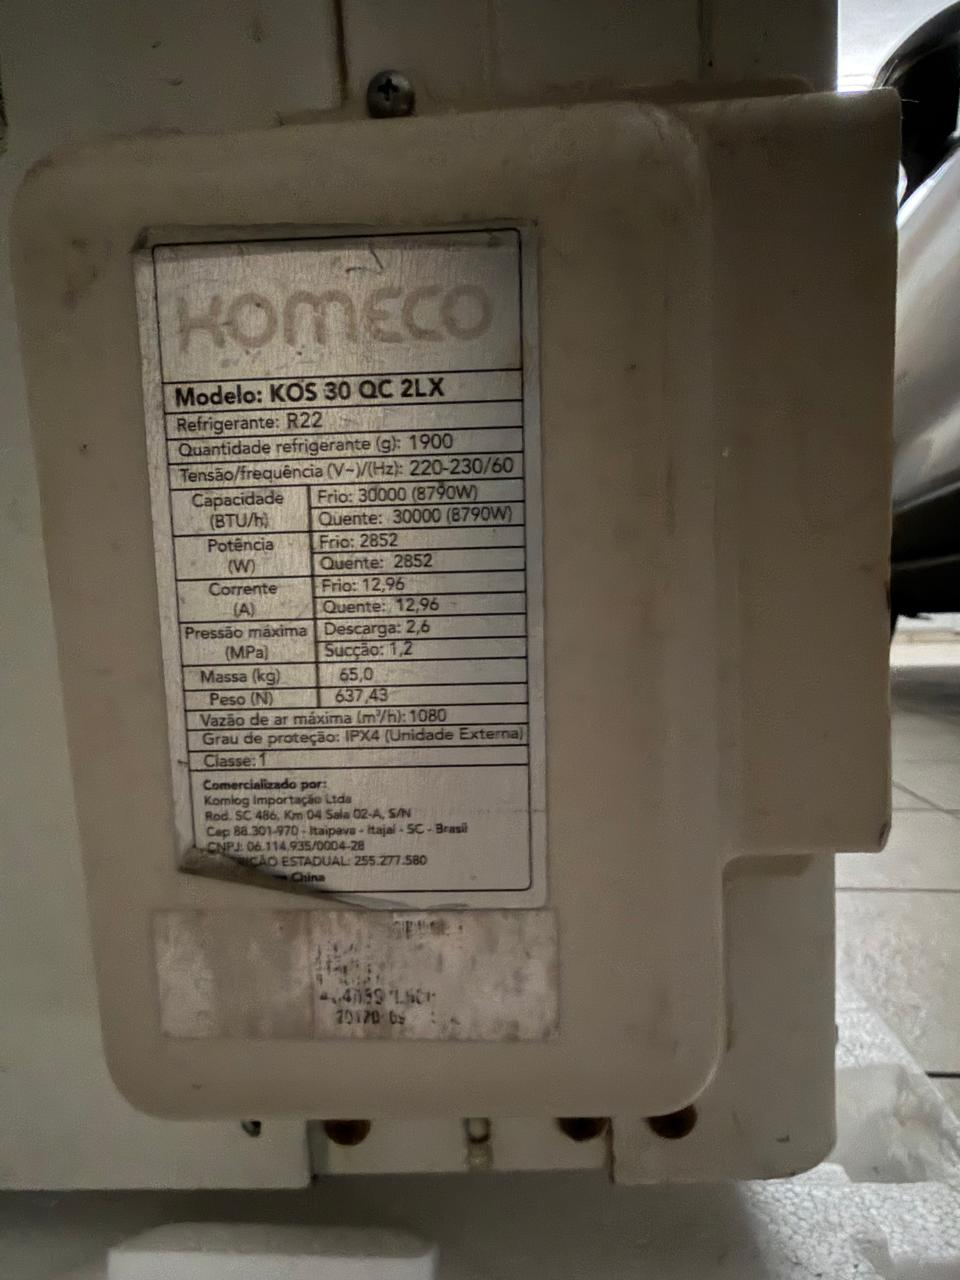 KOMECO
Modelo: KOS 30 QC 2LX
Refrigerante: R22
Quantidade refrigerante (g): 1900
Tensão/frequência (V~)/(Hz): 220-230/60
Capacidade (BTU/h)
Frio: 30000 (8790W)
Quente: 30000 (8790W)
Potência (W)
Frio: 2852
Quente: 2852
Corrente (A)
Frio: 12,96
Quente: 12,96
Pressão máxima (MPa)
Descarga: 2,6
Sucção: 1,2
Massa (kg) 65,0
Peso (N) 637,43
Vazão de ar máxima (m³/h): 1080
Grau de proteção: IPX4 (Unidade Externa)
Classe: 1
Comercializado por:
Komlog Importação Ltda
Rod. SC 486, Km 04 Sala 02-A, S/N
Cep 88.301-970 - Itaipava - Itajaí - SC - Brasil
CNPJ: 06.114.935/0004-28
ESTADUAL: 255.277.580
China